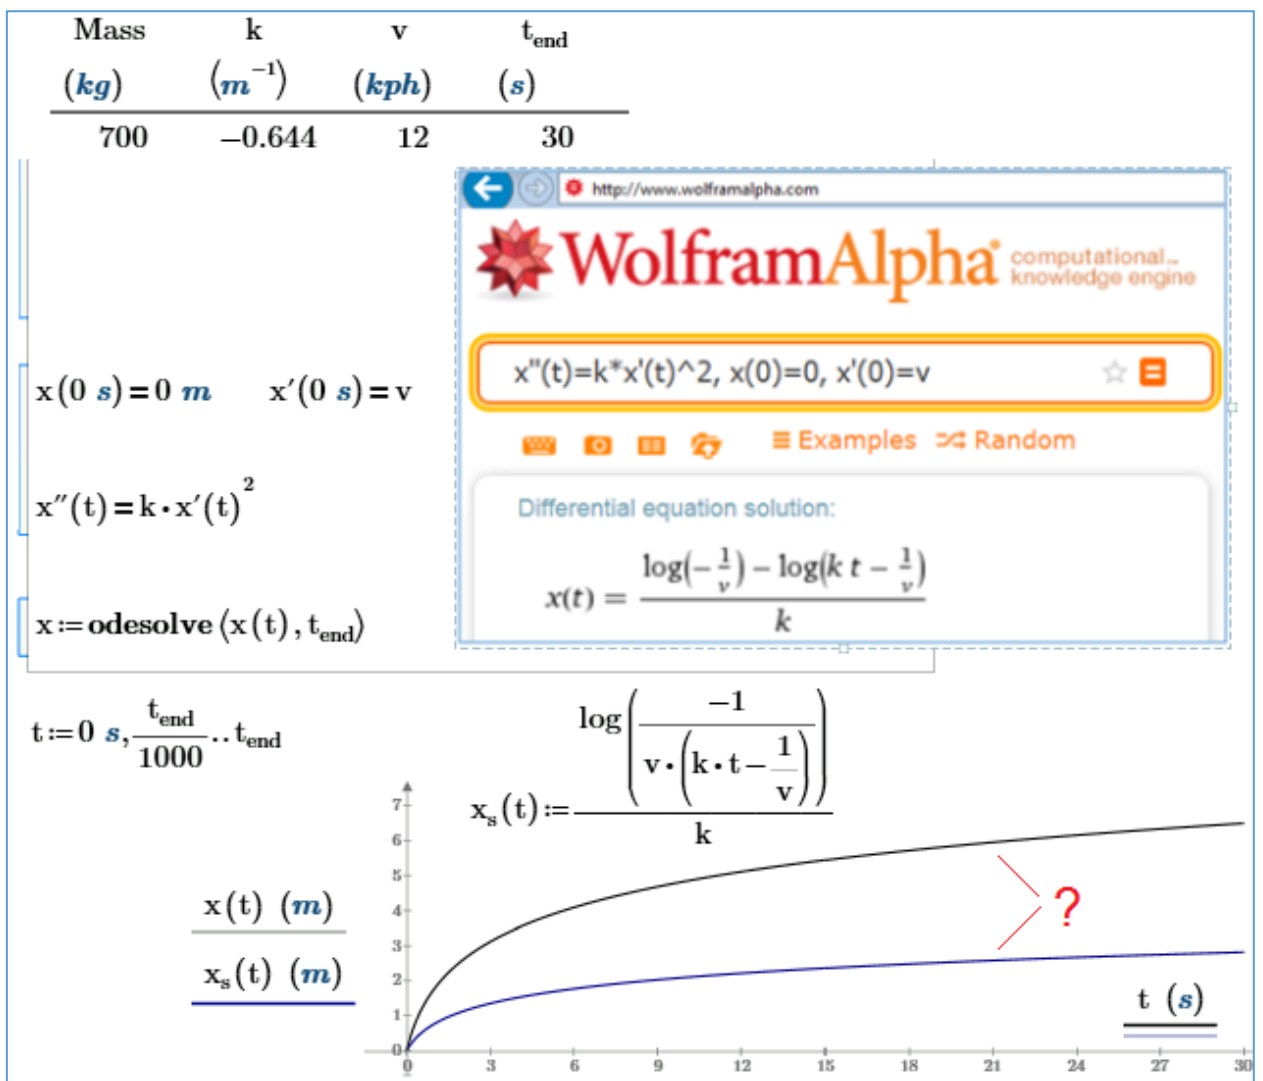 Mass k v t_end
(kg) (m⁻¹) (kph) (s)
700 −0.644 12 30
http://www.wolframalpha.com
WolframAlpha computational
knowledge engine
x"(t)=k*x'(t)^2, x(0)=0, x'(0)=v
x(0 s)=0 m x′(0 s)=v
Examples Random
x″(t)=k·x′(t)²
Differential equation solution:
x(t) = (log(−1/v) − log(k t − 1/v))/k
x:=odesolve(x(t), t_end)
t:=0 s, t_end/1000 .. t_end
x_s(t):= log(−1/(v·(k·t−1/v)))/k
7
6
5
4
3
2
1
0
x(t) (m)
x_s(t) (m)
?
t (s)
0 3 6 9 12 15 18 21 24 27 30